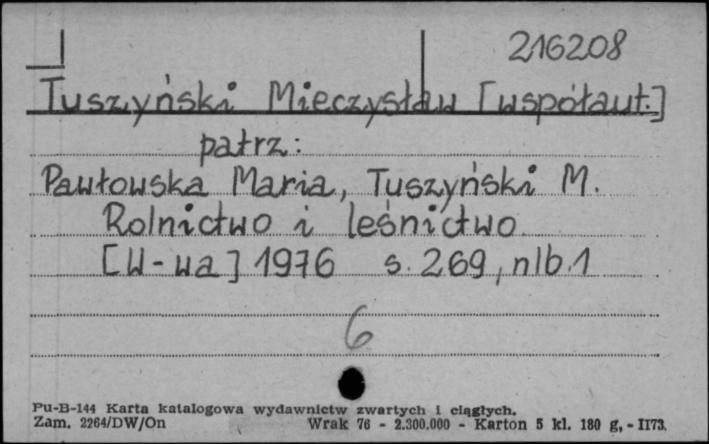 216208
Tuszyński Mieczysław [współaut.]
patrz:
Pawłowska Maria, Tuszyński M.
Rolnictwo i leśnictwo
[W-wa] 1976 s. 269, nlb. 1
6
Pu-B-144 Karta katalogowa wydawnictw zwartych i ciągłych.
Zam. 2264/DW/On Wrak 76 - 2.300.000 - Karton 5 kl. 180 g, - II73.